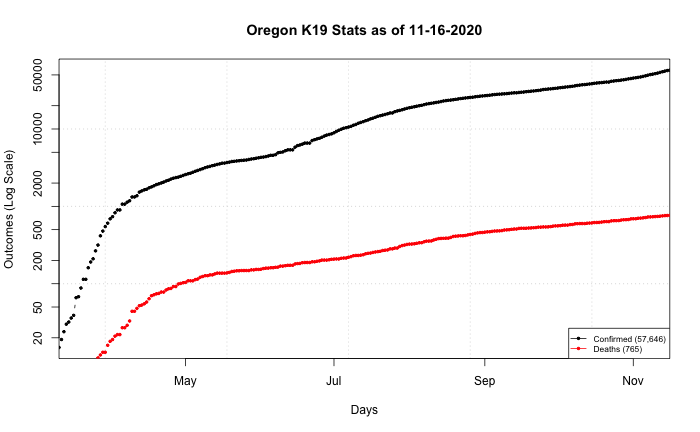 Oregon K19 Stats as of 11-16-2020
Outcomes (Log Scale)
50000
10000
2000
500
200
50
20
Confirmed (57,646)
Deaths (765)
May
Jul
Sep
Nov
Days